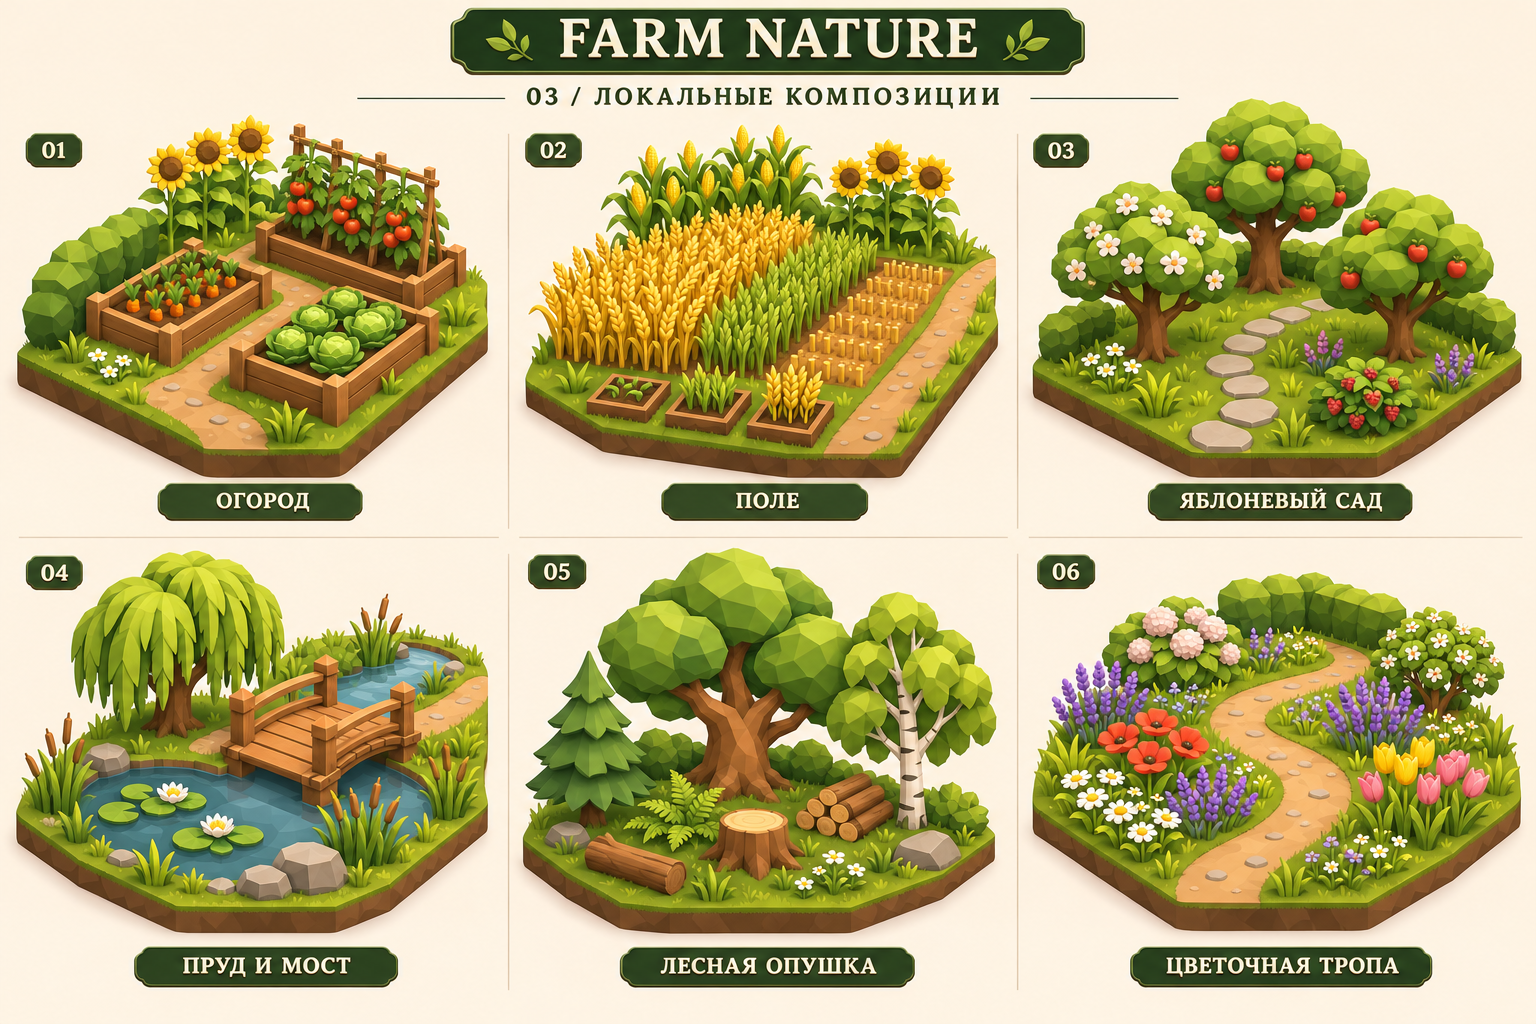 FARM NATURE
03 / ЛОКАЛЬНЫЕ КОМПОЗИЦИИ
01
02
03
ОГОРОД
ПОЛЕ
ЯБЛОНЕВЫЙ САД
04
05
06
ПРУД И МОСТ
ЛЕСНАЯ ОПУШКА
ЦВЕТОЧНАЯ ТРОПА